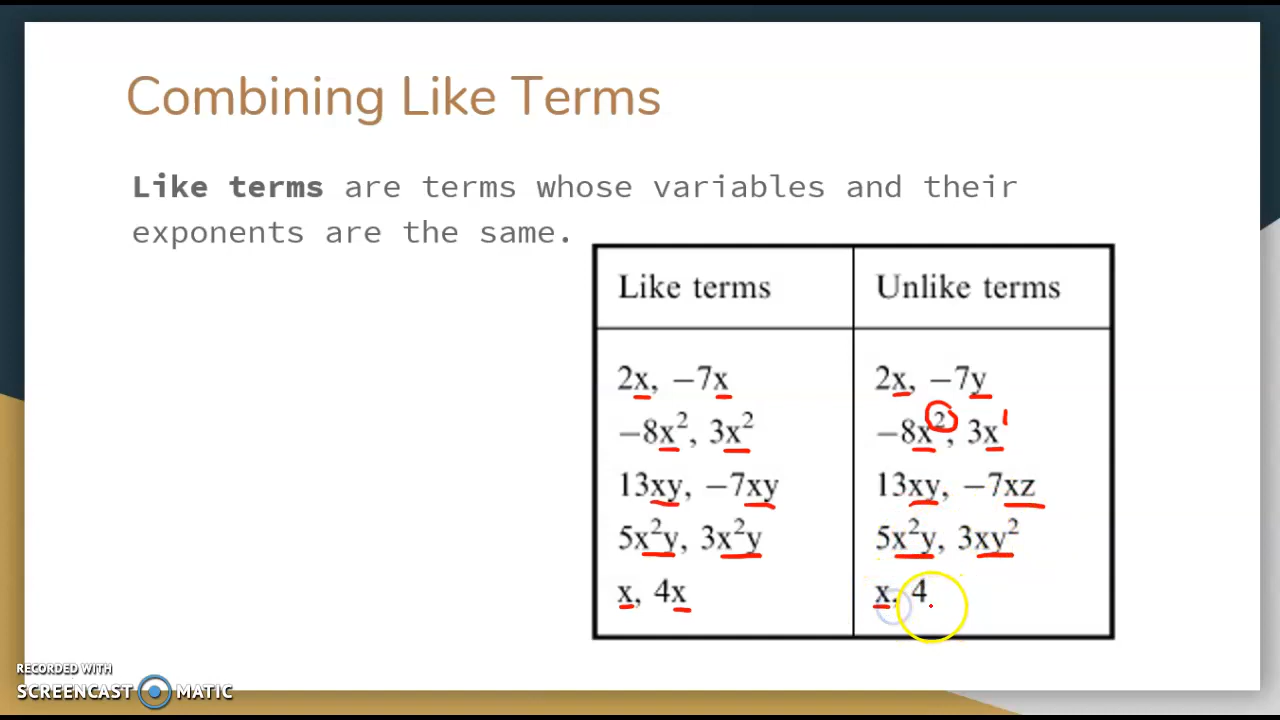 Combining Like Terms
Like terms are terms whose variables and their
exponents are the same.
Like terms Unlike terms
2x, −7x 2x, −7y
−8x², 3x² −8x², 3x¹
13xy, −7xy 13xy, −7xz
5x²y, 3x²y 5x²y, 3xy²
x, 4x x, 4
RECORDED WITH
SCREENCAST MATIC